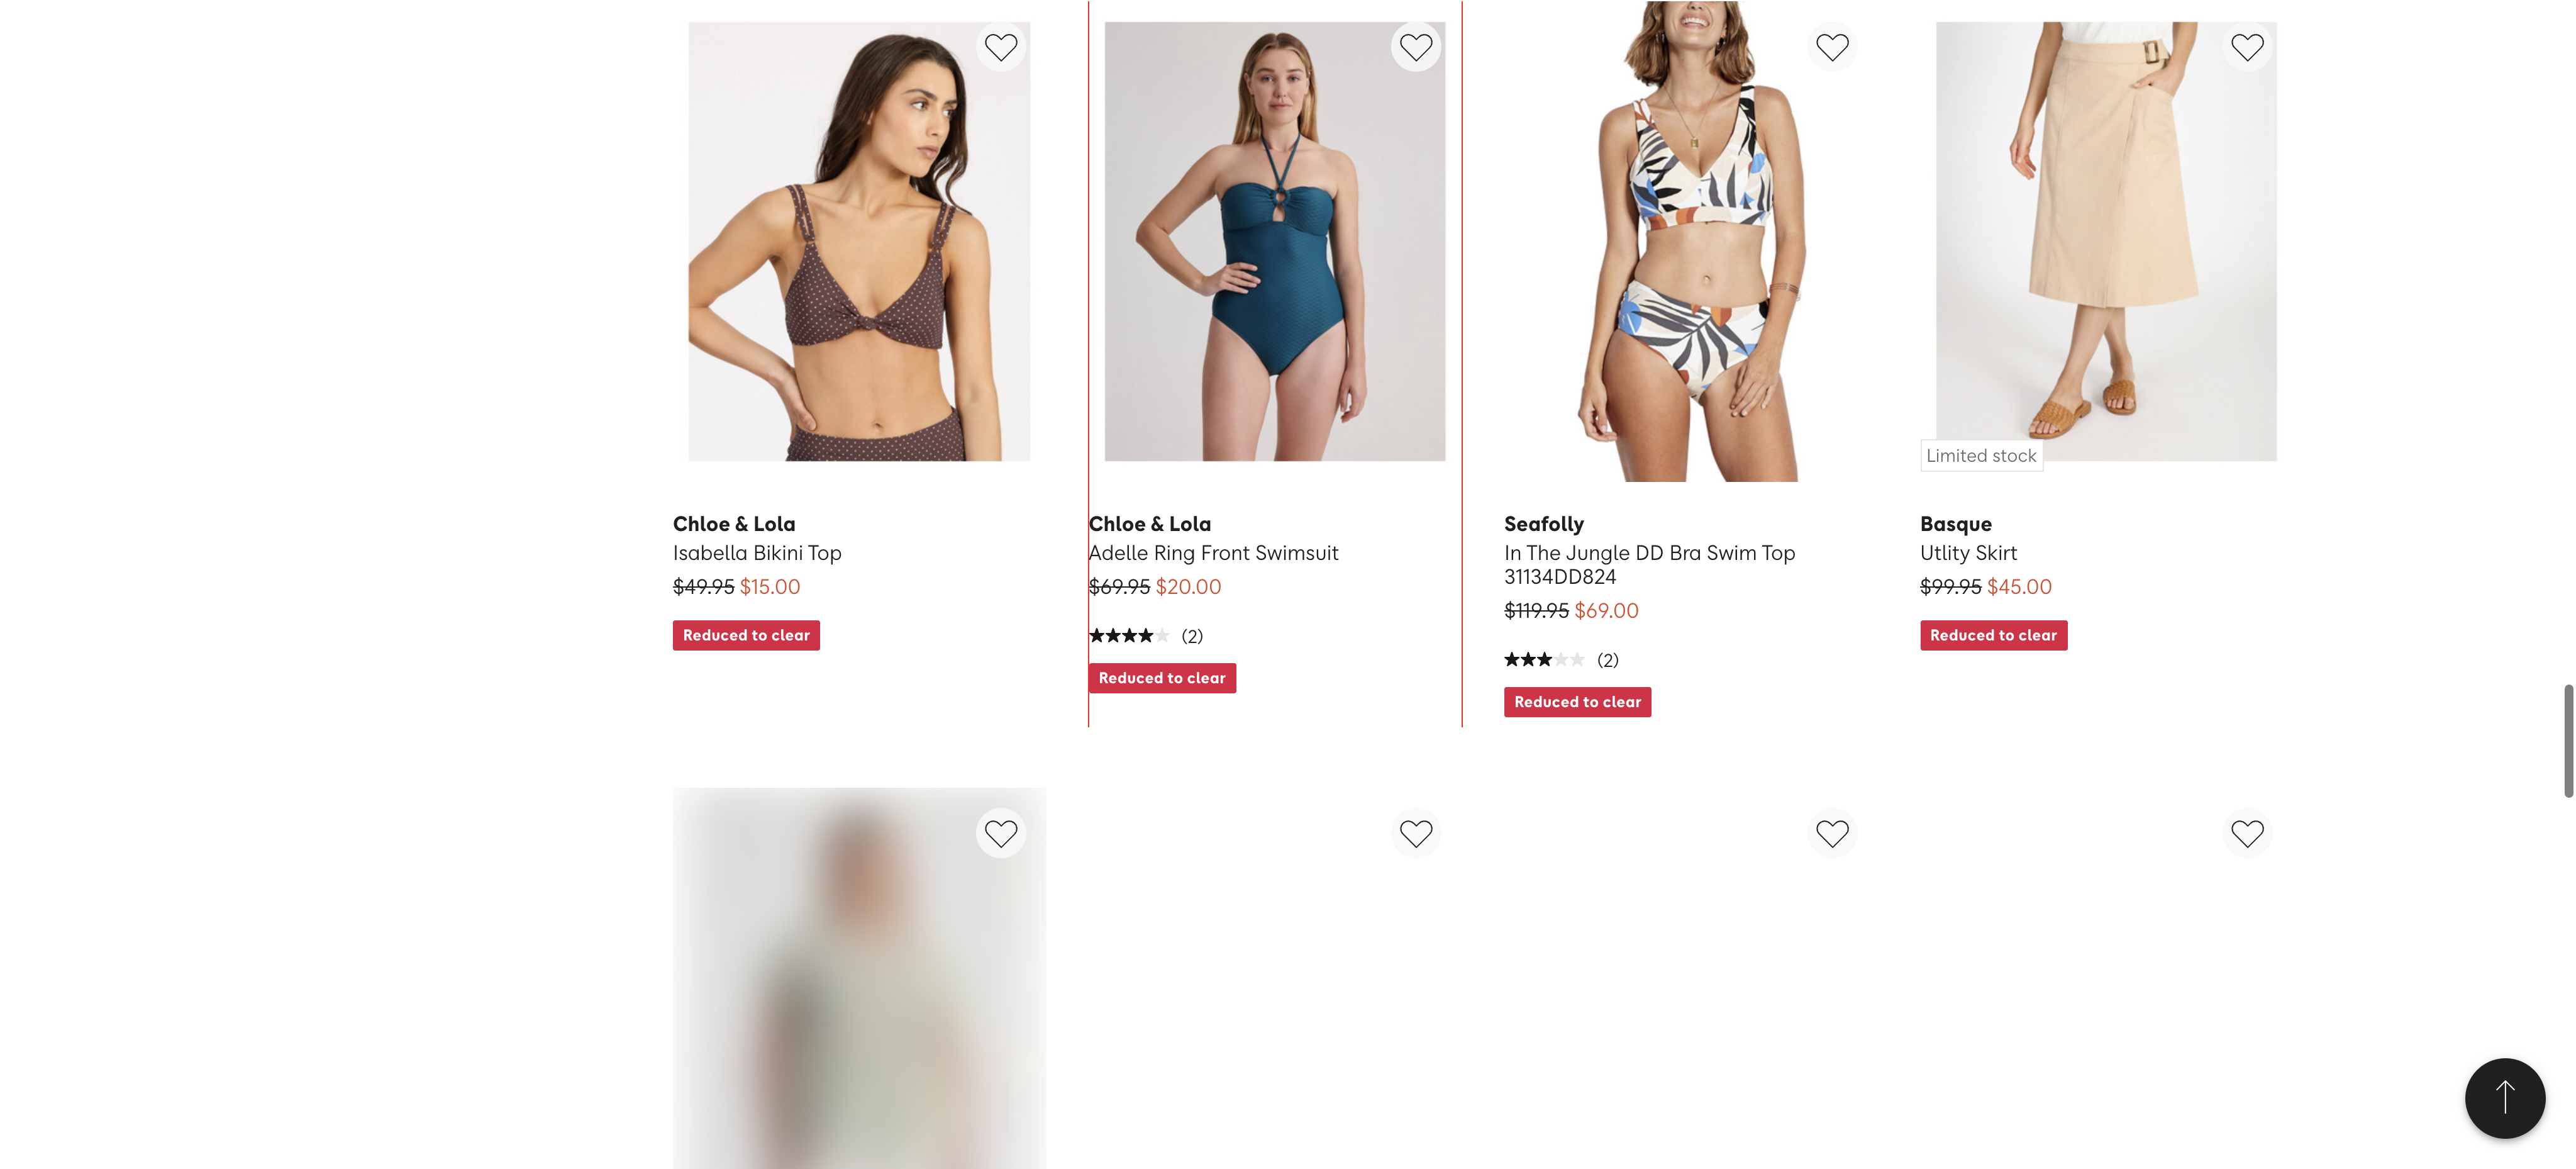 Limited stock
Chloe & Lola
Isabella Bikini Top
$49.95 $15.00
Reduced to clear
Chloe & Lola
Adelle Ring Front Swimsuit
$69.95 $20.00
(2)
Reduced to clear
Seafolly
In The Jungle DD Bra Swim Top
31134DD824
$119.95 $69.00
(2)
Reduced to clear
Basque
Utlity Skirt
$99.95 $45.00
Reduced to clear